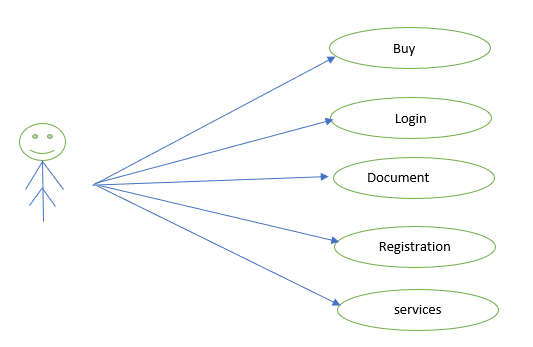 Buy
Login
Document
Registration
services